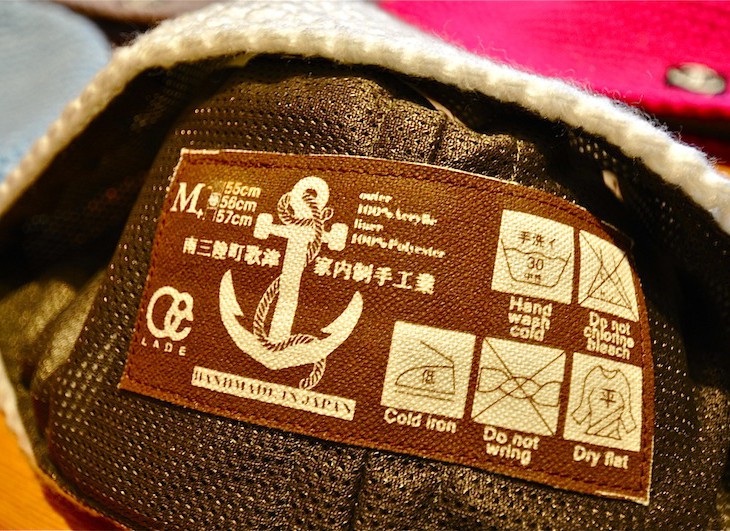 M
55cm
56cm
57cm
outer
100% Acrylic
liner
100% Polyester
南三陸町歌津 家内制手工業
LADE
HANDMADE IN JAPAN
手洗イ
30
Hand
wash
cold
Do not
chlorine
bleach
低
Cold iron
Do not
wring
平
Dry flat